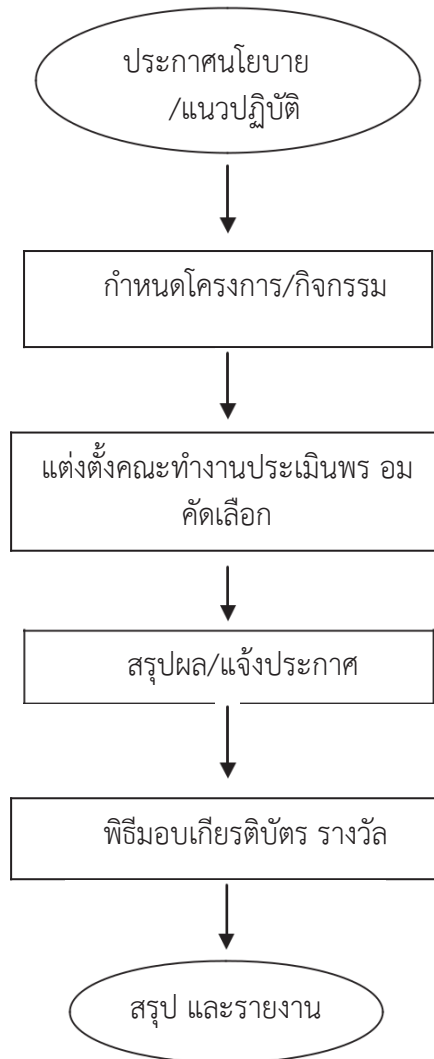 ประกาศนโยบาย
/แนวปฏิบัติ
กำหนดโครงการ/กิจกรรม
แต่งตั้งคณะทำงานประเมินพร อม
คัดเลือก
สรุปผล/แจ้งประกาศ
พิธีมอบเกียรติบัตร รางวัล
สรุป และรายงาน